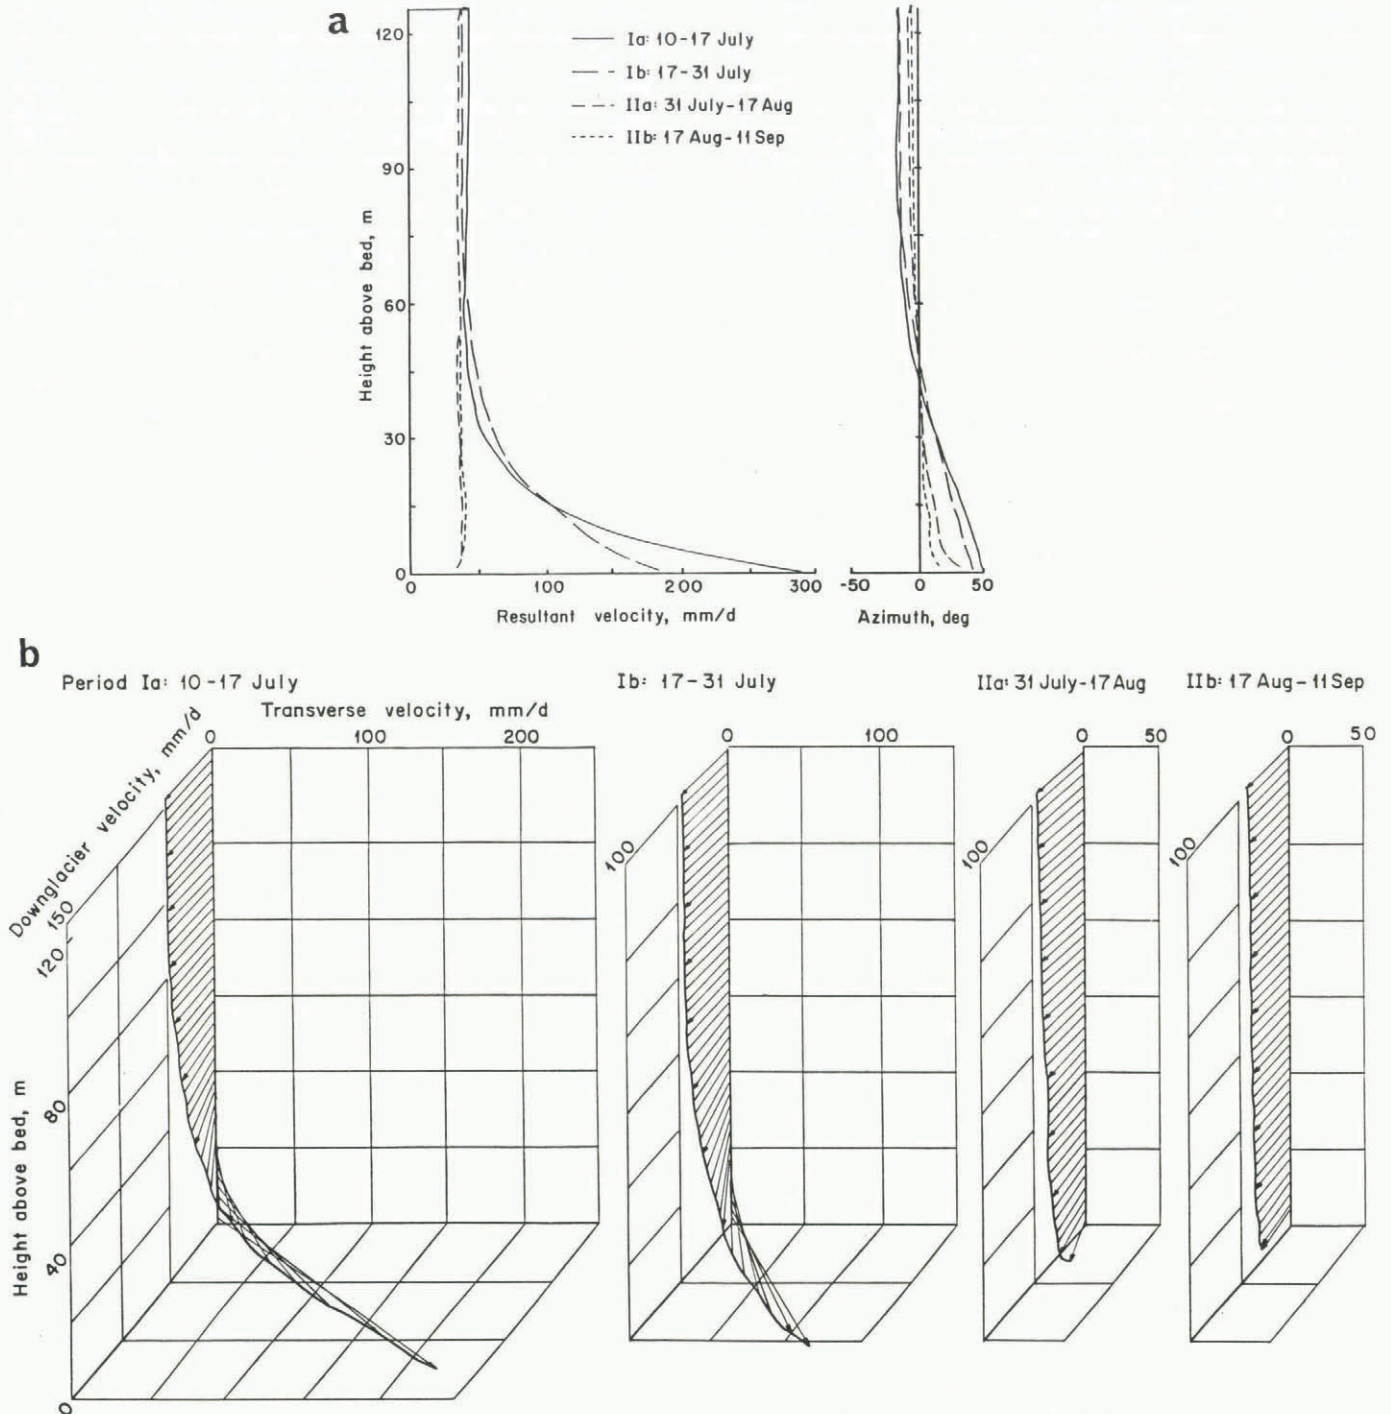 a
120
90
60
30
0
Height above bed, m
Ia: 10-17 July
Ib: 17-31 July
IIa: 31 July-17 Aug
IIb: 17 Aug-11 Sep
0 100 200 300
Resultant velocity, mm/d
-50 0 50
Azimuth, deg
b
Period Ia: 10-17 July
Ib: 17-31 July
IIa: 31 July-17 Aug
IIb: 17 Aug-11 Sep
Transverse velocity, mm/d
0 100 200
0 100
0 50
0 50
Downglacier velocity, mm/d
150
100
100
100
120
80
40
0
Height above bed, m